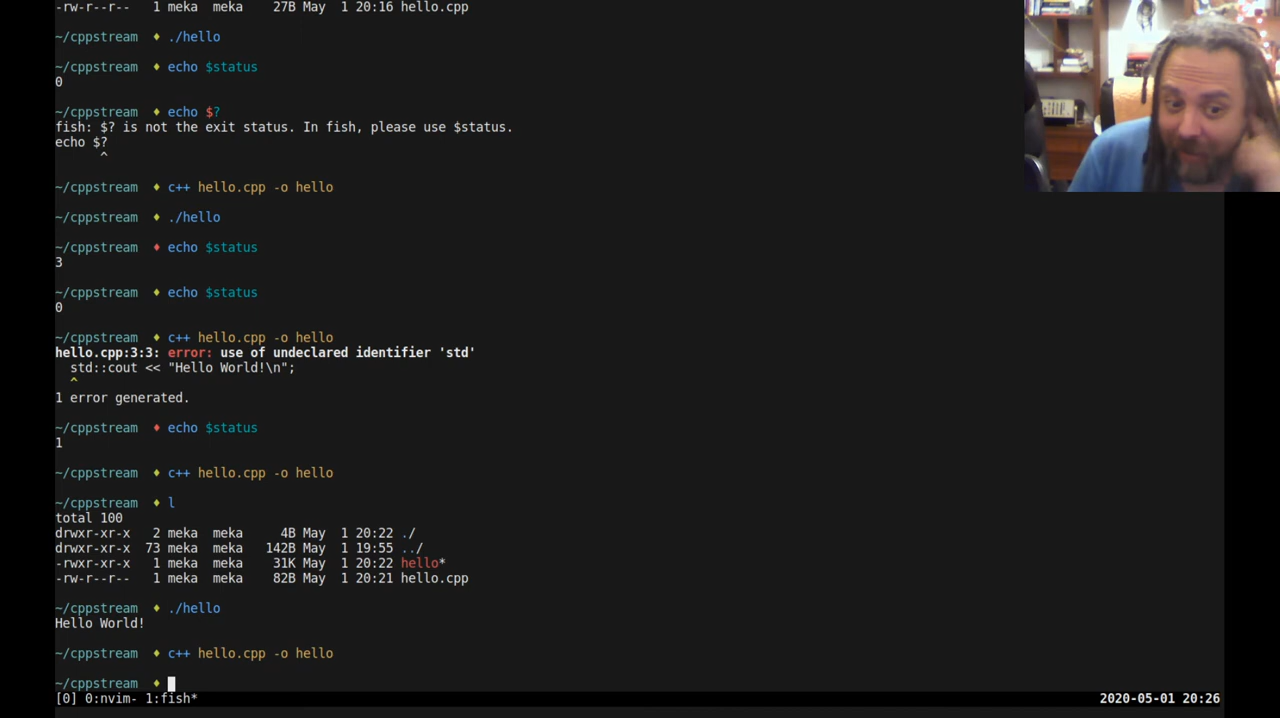 -rw-r--r--   1 meka  meka    27B May  1 20:16 hello.cpp
~/cppstream  ♦ ./hello
~/cppstream  ♦ echo $status
0
~/cppstream  ♦ echo $?
fish: $? is not the exit status. In fish, please use $status.
echo $?
      ^
~/cppstream  ♦ c++ hello.cpp -o hello
~/cppstream  ♦ ./hello
~/cppstream  ♦ echo $status
3
~/cppstream  ♦ echo $status
0
~/cppstream  ♦ c++ hello.cpp -o hello
hello.cpp:3:3: error: use of undeclared identifier 'std'
  std::cout << "Hello World!\n";
  ^
1 error generated.
~/cppstream  ♦ echo $status
1
~/cppstream  ♦ c++ hello.cpp -o hello
~/cppstream  ♦ l
total 100
drwxr-xr-x   2 meka  meka     4B May  1 20:22 ./
drwxr-xr-x  73 meka  meka   142B May  1 19:55 ../
-rwxr-xr-x   1 meka  meka    31K May  1 20:22 hello*
-rw-r--r--   1 meka  meka    82B May  1 20:21 hello.cpp
~/cppstream  ♦ ./hello
Hello World!
~/cppstream  ♦ c++ hello.cpp -o hello
~/cppstream  ♦
[0] 0:nvim- 1:fish* 2020-05-01 20:26